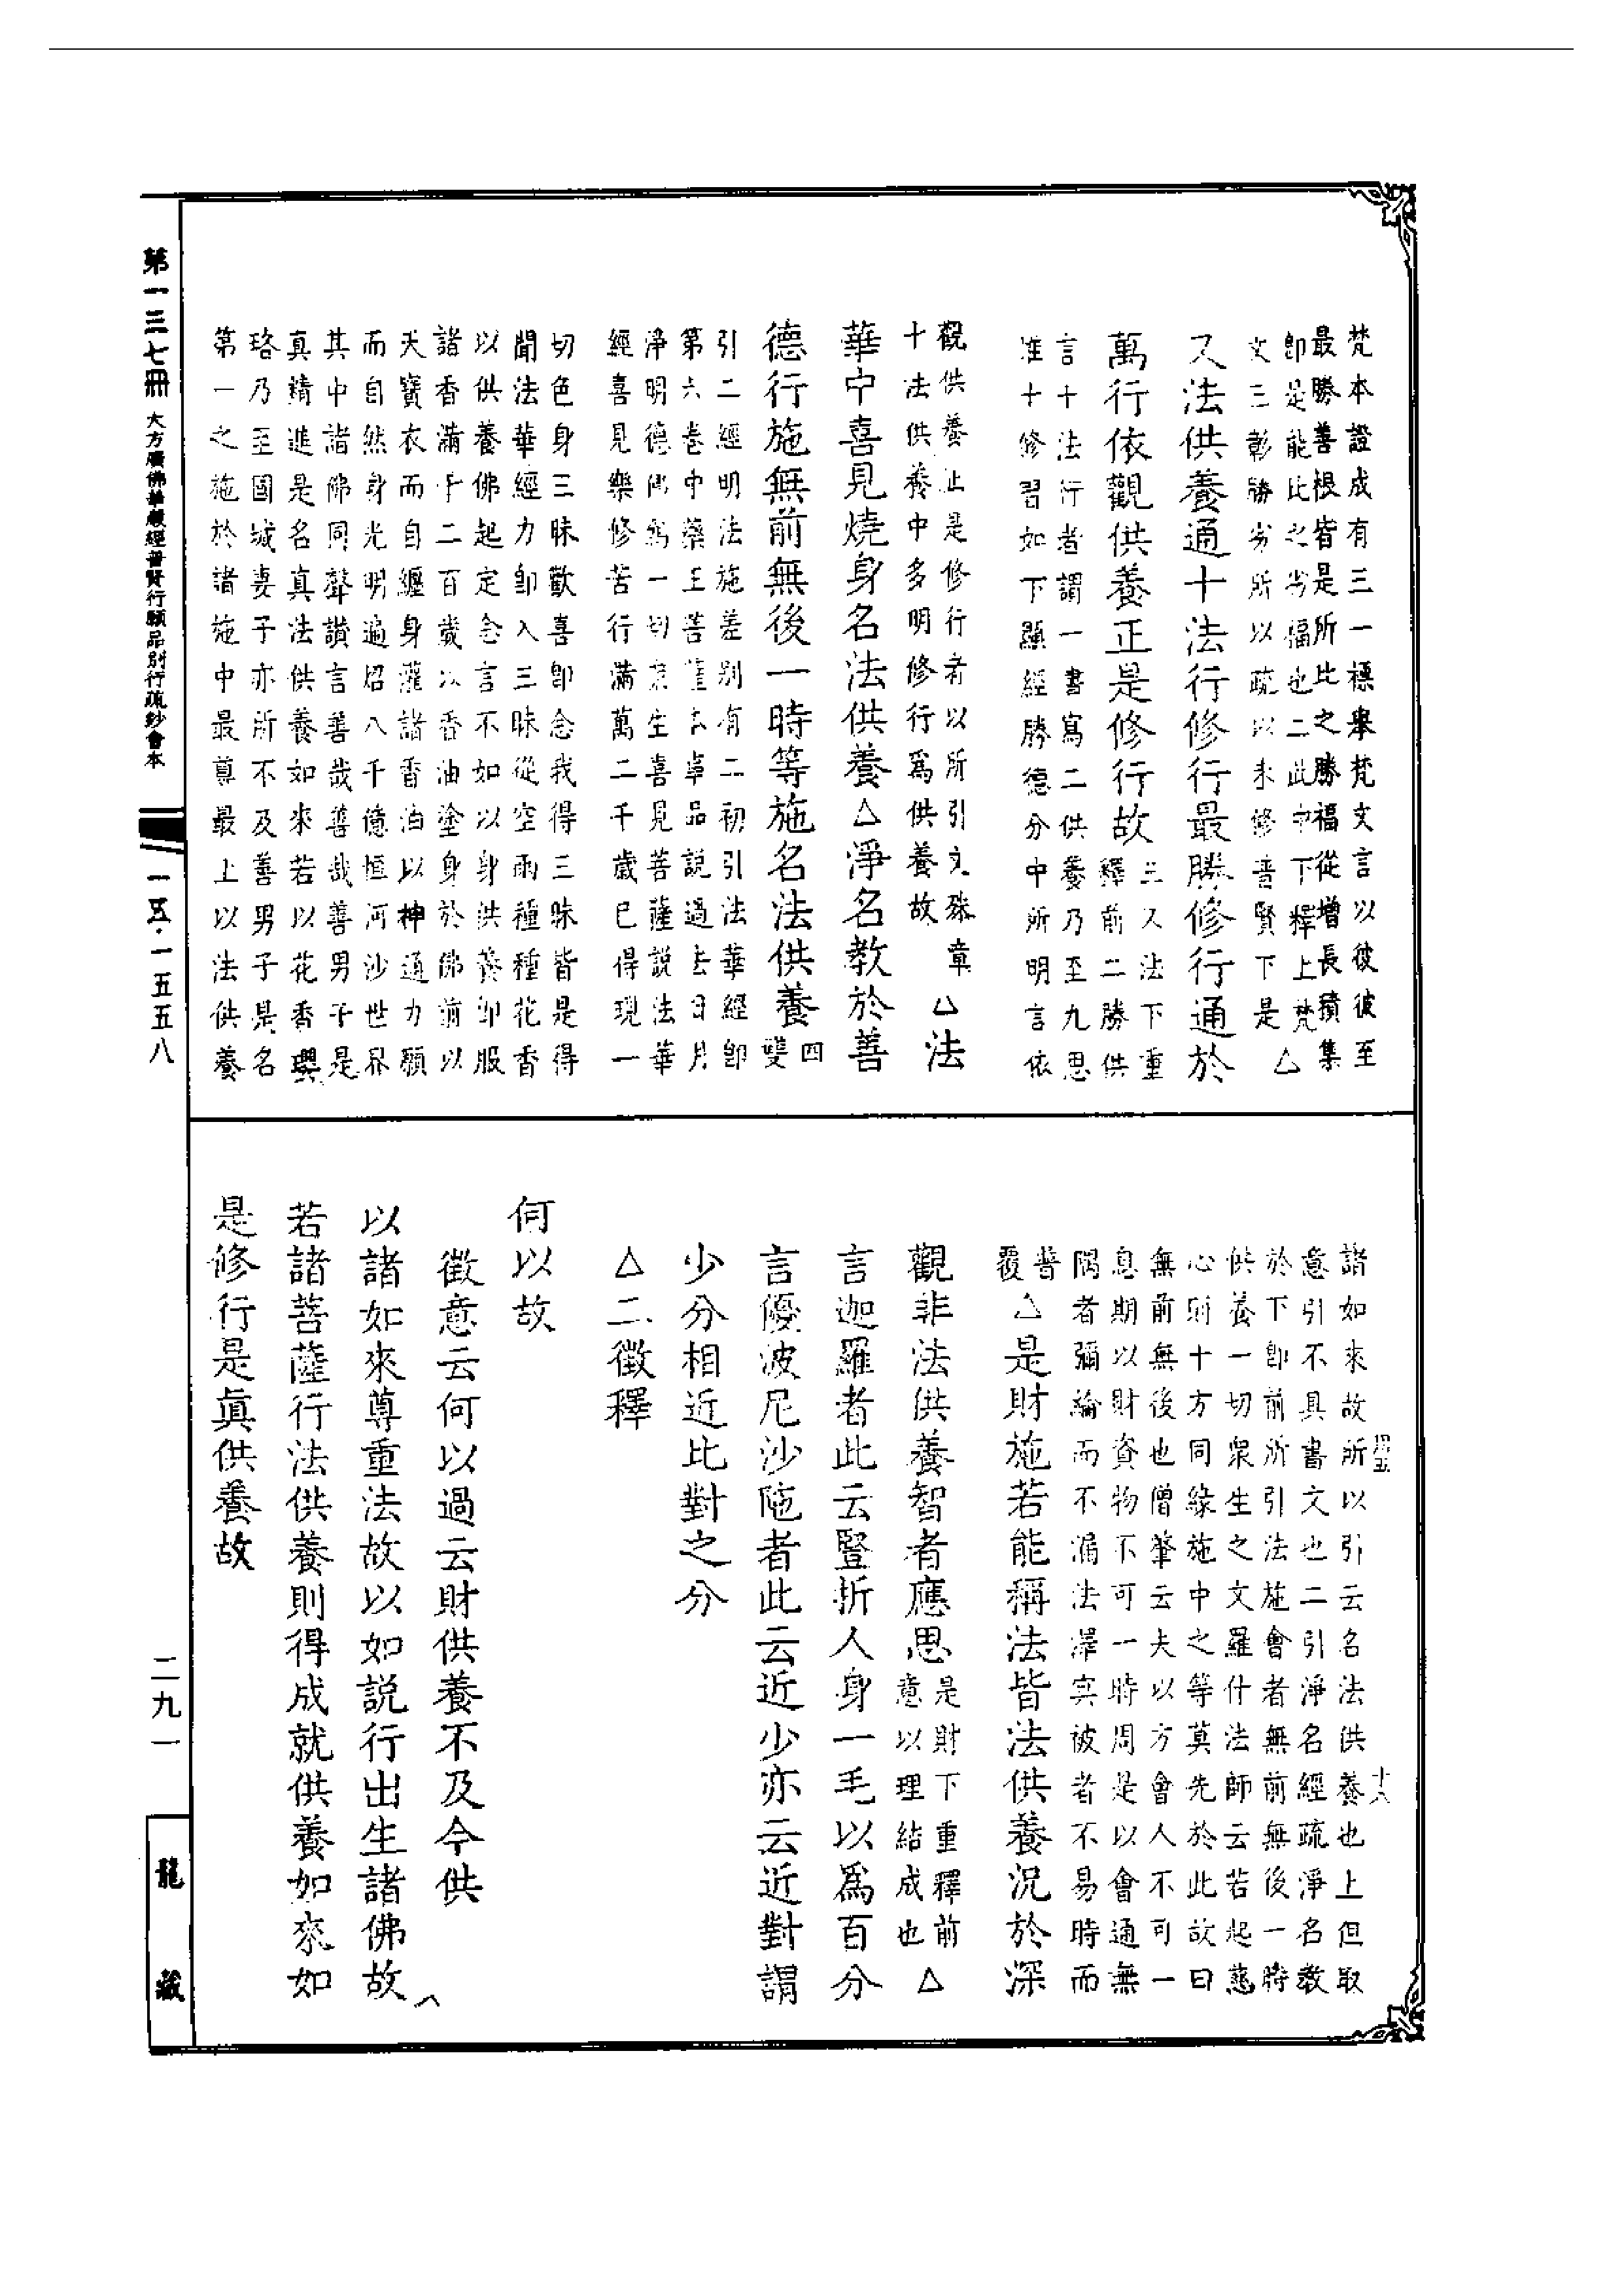 梵本證成有三一標舉梵文言以彼彼至
最勝善根皆是所比之勝福從增長積集
即是能比之劣福也二此中下釋上梵△
文三彰勝劣所以疏以未修普賢下是
又法供養通十法行修行最勝修行通於
萬行依觀供養正是修行故三又法下重
釋前二勝供
言十法行者謂一書寫二供養乃至九思
准十修習如下顯經勝德分中所明言依
觀供養正是修行者以所引文殊章△法
十法供養中多明修行爲供養故
華中喜見燒身名法供養△淨名教於善
德行施無前無後一時等施名法供養四
雙
引二經明法施差別有二初引法華經即
第六卷中藥王菩薩本事品説過去日月
淨明德佛爲一切衆生喜見菩薩説法華
經喜見樂修苦行滿萬二千歲已得現一
切色身三昧歡喜即念我得三昧皆是得
聞法華經力即入三昧從空雨種種花香
以供養佛起定念言不如以身供養即服
諸香滿千二百歲以香油塗身於佛前以
天寶衣而自纏身灌諸香油以神通力願
而自然身光明遍照八千億恒河沙世界
其中諸佛同聲讃言善哉善哉善男子是
真精進是名真法供養如來若以花香瓔
珞乃至國城妻子亦所不及善男子是名
第一之施於諸施中最尊最上以法供養
諸如來故所以引云名法供養也上但取
意引不具書文也二引淨名經疏淨名教
於下即前所引法施會者無前無後一時
供養一切衆生之文羅什法師云若起慈
心則十方同緣施中之等莫先於此故曰
無前無後也僧肇云夫以方會人不可一
息期以財資物不可一時周是以會通無
隅者彌綸而不漏法澤冥被者不易時而
普
覆△是財施若能稱法皆法供養况於深
觀非法供養智者應思是財下重釋前△
意以理結成也
言迦羅者此云豎折人身一毛以爲百分
言優波尼沙陁者此云近少亦云近對謂
少分相近比對之分
△二徵釋
何以故
徵意云何以過云財供養不及今供
以諸如來尊重法故以如説行出生諸佛故
若諸菩薩行法供養則得成就供養如來如
是修行是真供養故
第一三七冊 大方廣佛華嚴經普賢行願品別行疏鈔會本
一五·一五五八
二九一
龍藏